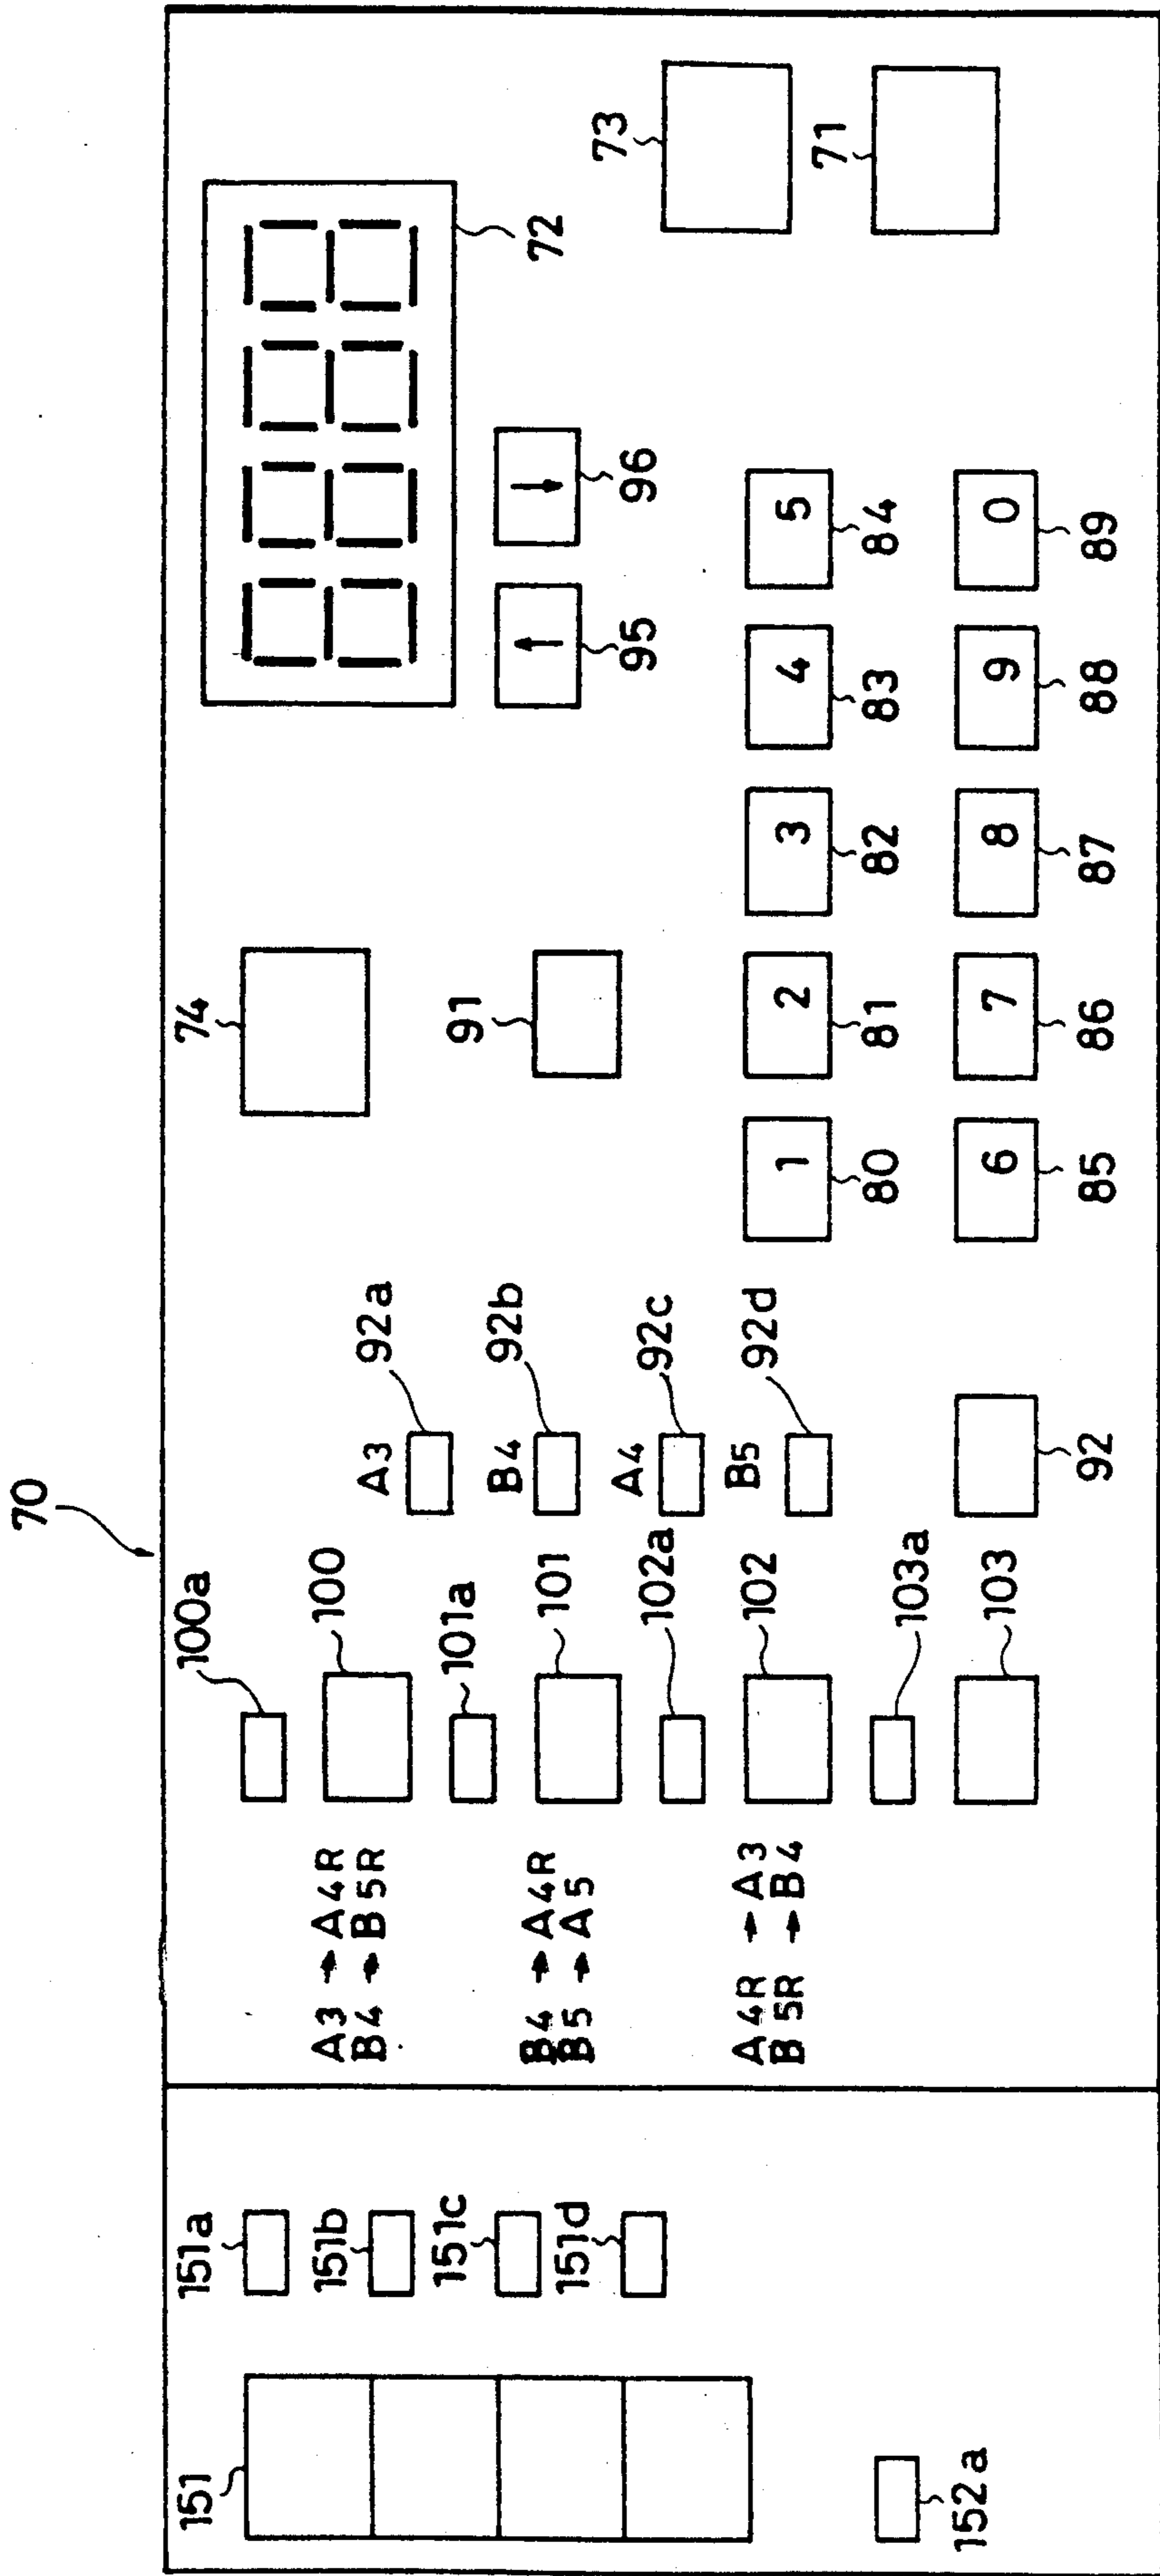 70
151
151a
151b
151c
151d
152a
A3 → A4R
B4 → B5R
B4 → A4R
B5 → A5
A4R → A3
B5R → B4
100a
100
101a
101
102a
102
103a
103
A3
92a
B4
92b
A4
92c
B5
92d
92
74
91
72
95
96
↑
↓
1
2
3
4
5
80
81
82
83
84
6
7
8
9
0
85
86
87
88
89
73
71